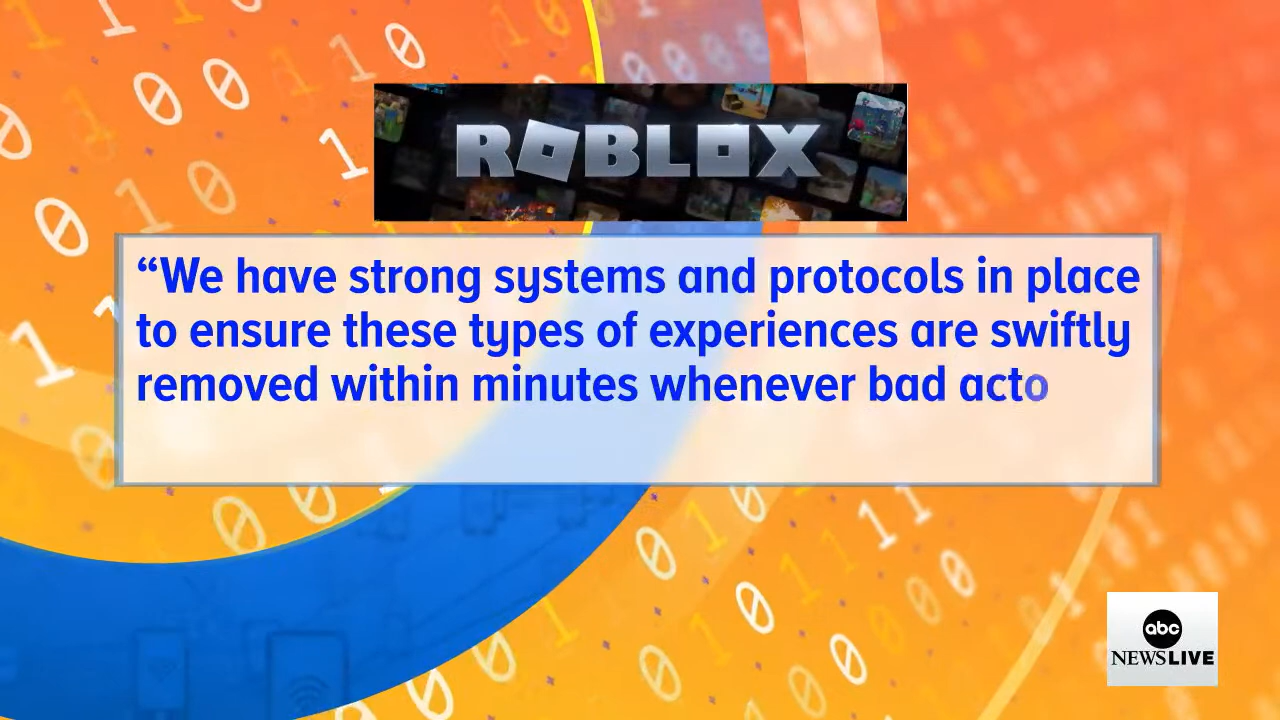 ROBLOX
“We have strong systems and protocols in place
to ensure these types of experiences are swiftly
removed within minutes whenever bad acto
abc
NEWSLIVE